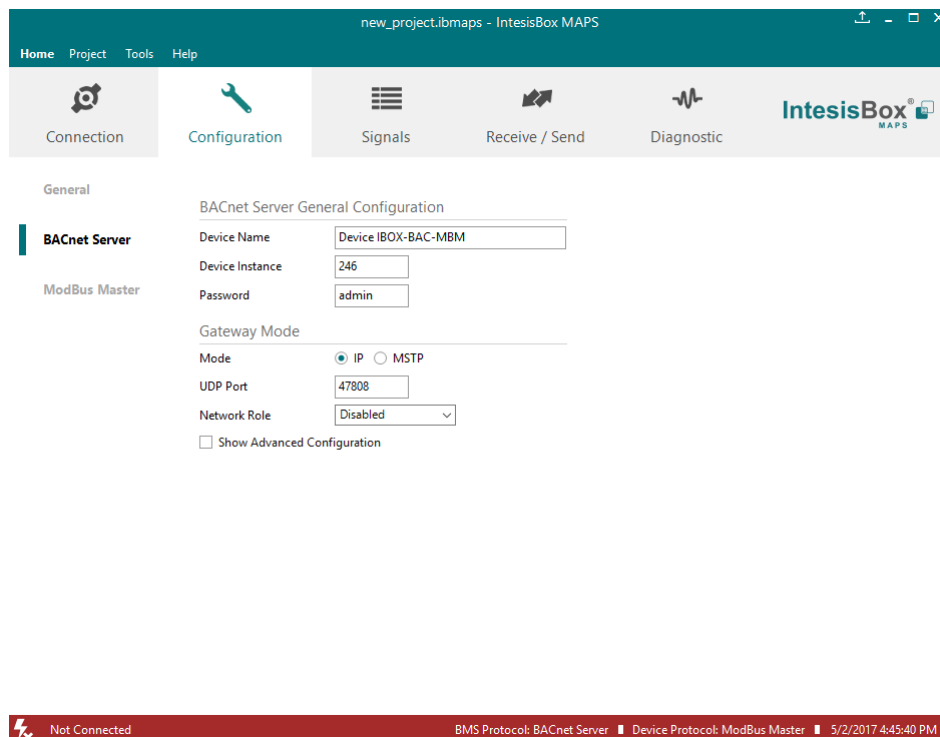 new_project.ibmaps - IntesisBox MAPS
Home Project Tools Help
Connection Configuration Signals Receive / Send Diagnostic
IntesisBox®
MAPS
General
BACnet Server
ModBus Master
BACnet Server General Configuration
Device Name Device IBOX-BAC-MBM
Device Instance 246
Password admin
Gateway Mode
Mode IP MSTP
UDP Port 47808
Network Role Disabled
Show Advanced Configuration
Not Connected BMS Protocol: BACnet Server Device Protocol: ModBus Master 5/2/2017 4:45:40 PM